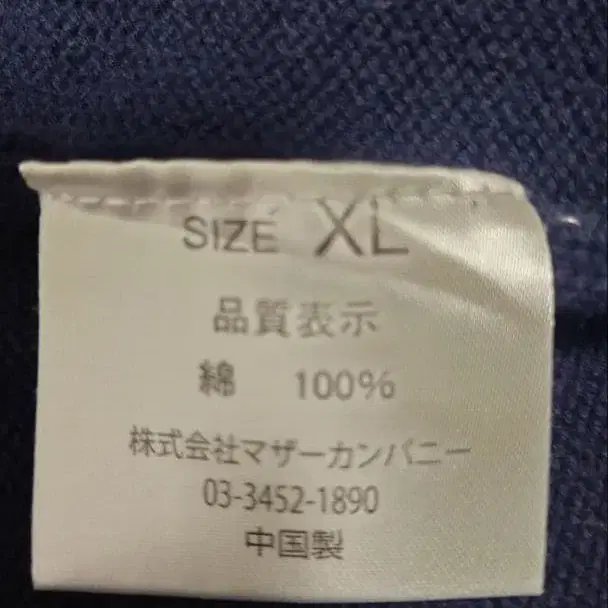 SIZE XL
品質表示
綿 100%
株式会社マザーカンパニー
03-3452-1890
中国製